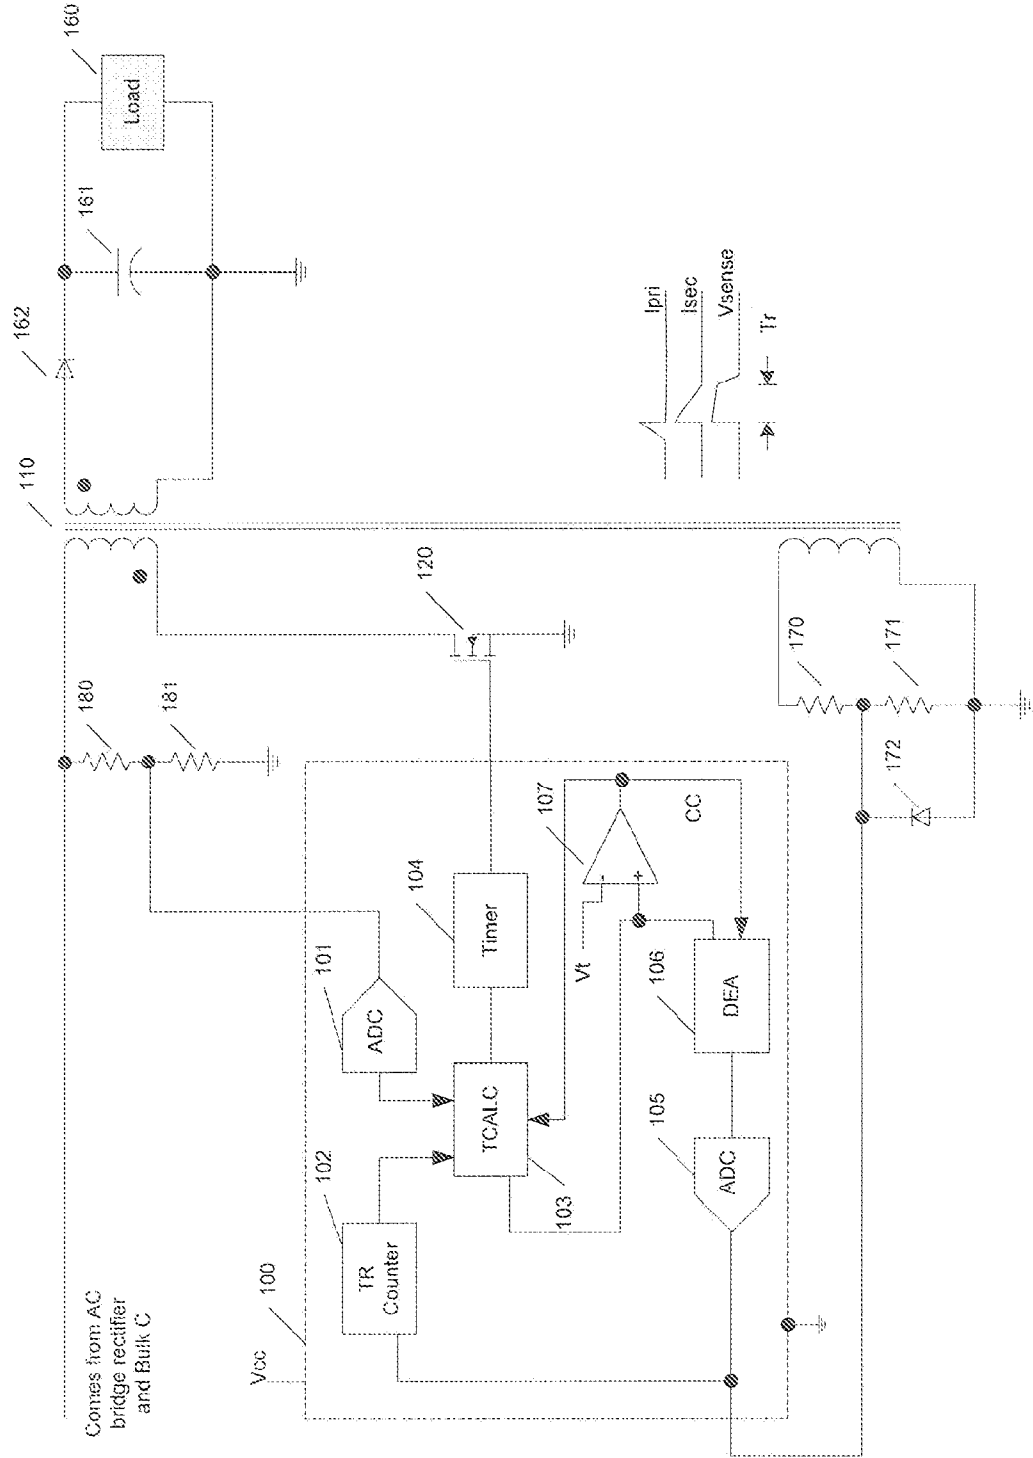 Comes from AC
bridge rectifier
and Bulk C
110
162
161
160
Load
180
181
Vcc
100
102
TR
Counter
101
ADC
104
Timer
120
TCALC
103
107
Vt
-
+
CC
106
DEA
105
ADC
170
171
172
Ipri
Isec
Vsense
Tr